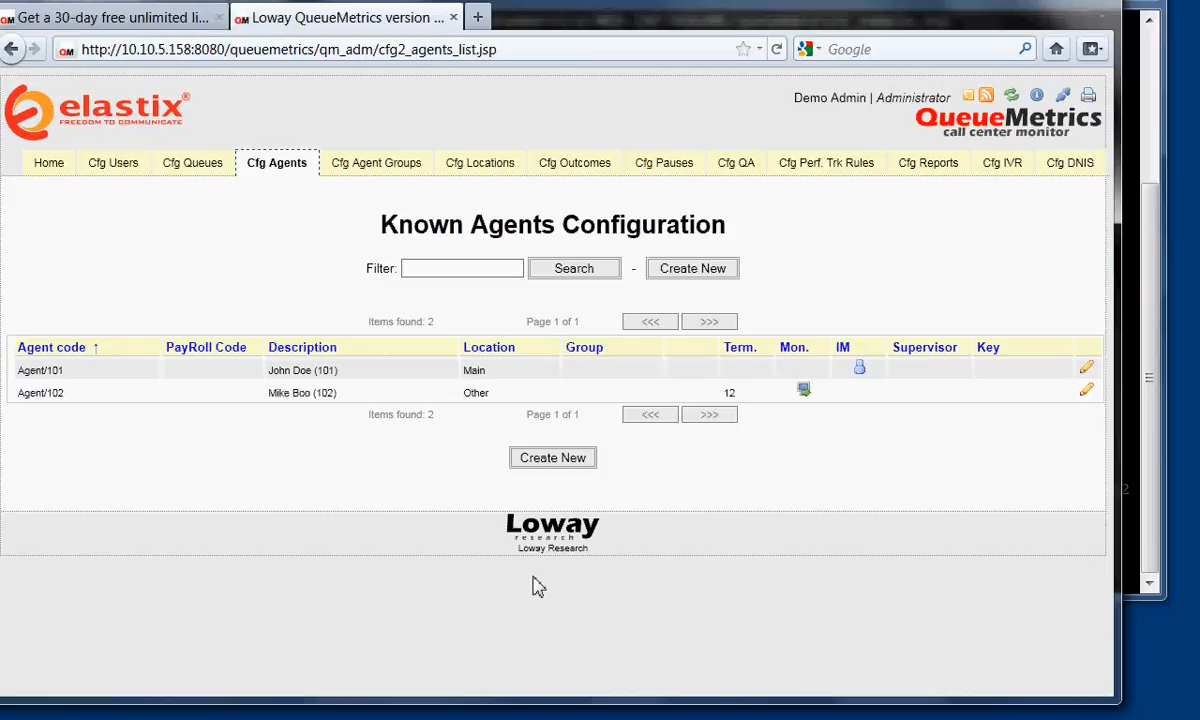 Get a 30-day free unlimited li... ×
Loway QueueMetrics version ... ×
http://10.10.5.158:8080/queuemetrics/qm_adm/cfg2_agents_list.jsp
Google
elastix®
FREEDOM TO COMMUNICATE
Demo Admin | Administrator
QueueMetrics
call center monitor
Home Cfg Users Cfg Queues Cfg Agents Cfg Agent Groups Cfg Locations Cfg Outcomes Cfg Pauses Cfg QA Cfg Perf. Trk Rules Cfg Reports Cfg IVR Cfg DNIS
Known Agents Configuration
Filter: Search - Create New
Items found: 2 Page 1 of 1 <<< >>>
Agent code ↑ PayRoll Code Description Location Group Term. Mon. IM Supervisor Key
Agent/101 John Doe (101) Main
Agent/102 Mike Boo (102) Other 12
Items found: 2 Page 1 of 1 <<< >>>
Create New
Loway
research
Loway Research